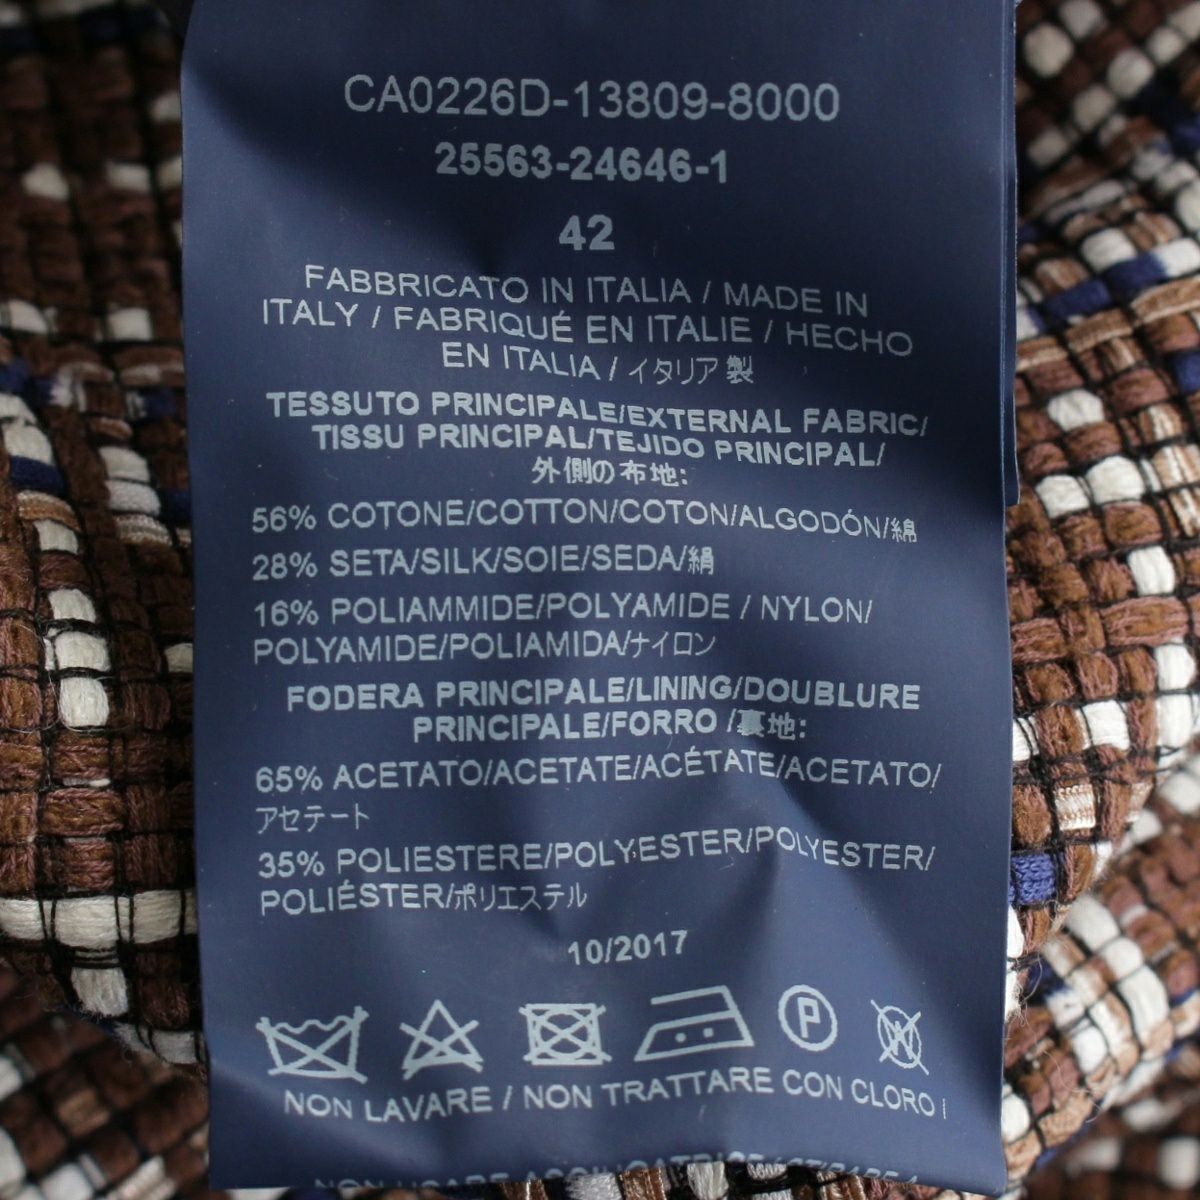 CA0226D-13809-8000
25563-24646-1
42
FABBRICATO IN ITALIA / MADE IN
ITALY / FABRIQUÉ EN ITALIE / HECHO
EN ITALIA / イタリア製
TESSUTO PRINCIPALE/EXTERNAL FABRIC/
TISSU PRINCIPAL/TEJIDO PRINCIPAL/
外側の布地:
56% COTONE/COTTON/COTON/ALGODÓN/綿
28% SETA/SILK/SOIE/SEDA/絹
16% POLIAMMIDE/POLYAMIDE / NYLON/
POLYAMIDE/POLIAMIDA/ナイロン
FODERA PRINCIPALE/LINING/DOUBLURE
PRINCIPALE/FORRO /裏地:
65% ACETATO/ACETATE/ACÉTATE/ACETATO/
アセテート
35% POLIESTERE/POLYESTER/POLYESTER/
POLIÉSTER/ポリエステル
10/2017
P
W
NON LAVARE / NON TRATTARE CON CLORO /
NON USARE ASCIUGATRICE